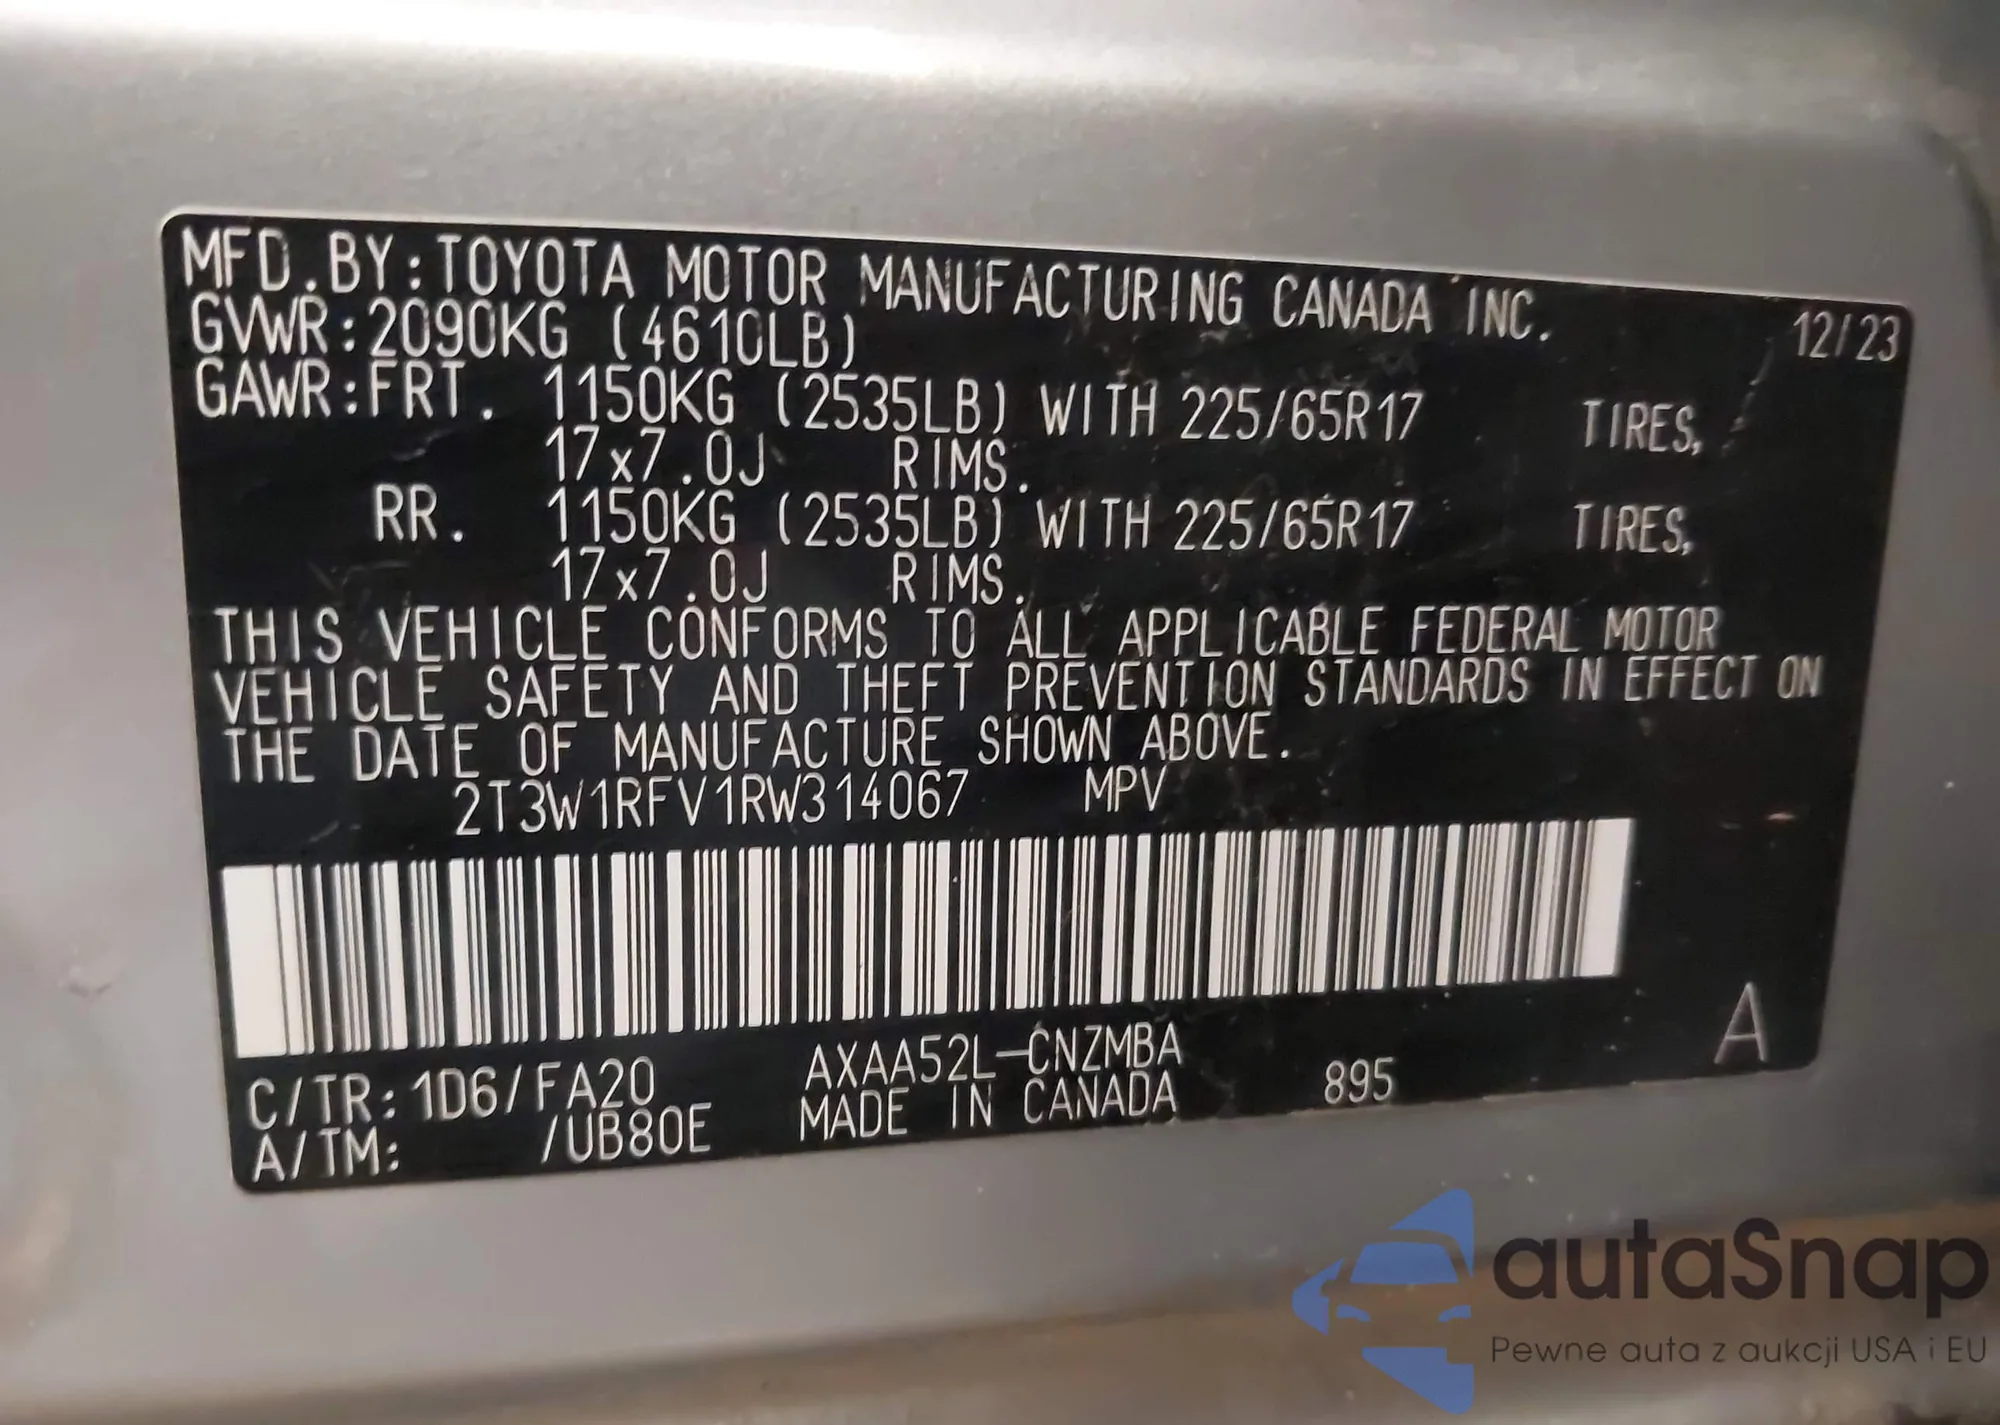 MFD.BY:TOYOTA MOTOR MANUFACTURING CANADA INC. 12/23
GVWR:2090KG (4610LB)
GAWR:FRT. 1150KG (2535LB) WITH 225/65R17 TIRES,
17x7.0J RIMS.
RR. 1150KG (2535LB) WITH 225/65R17 TIRES,
17x7.0J RIMS.
THIS VEHICLE CONFORMS TO ALL APPLICABLE FEDERAL MOTOR
VEHICLE SAFETY AND THEFT PREVENTION STANDARDS IN EFFECT ON
THE DATE OF MANUFACTURE SHOWN ABOVE.
2T3W1RFV1RW314067 MPV
A
C/TR:1D6/FA20 AXAA52L-CNZMBA
A/TM: /UB80E MADE IN CANADA 895
autaSnap
Pewne auta z aukcji USA i EU